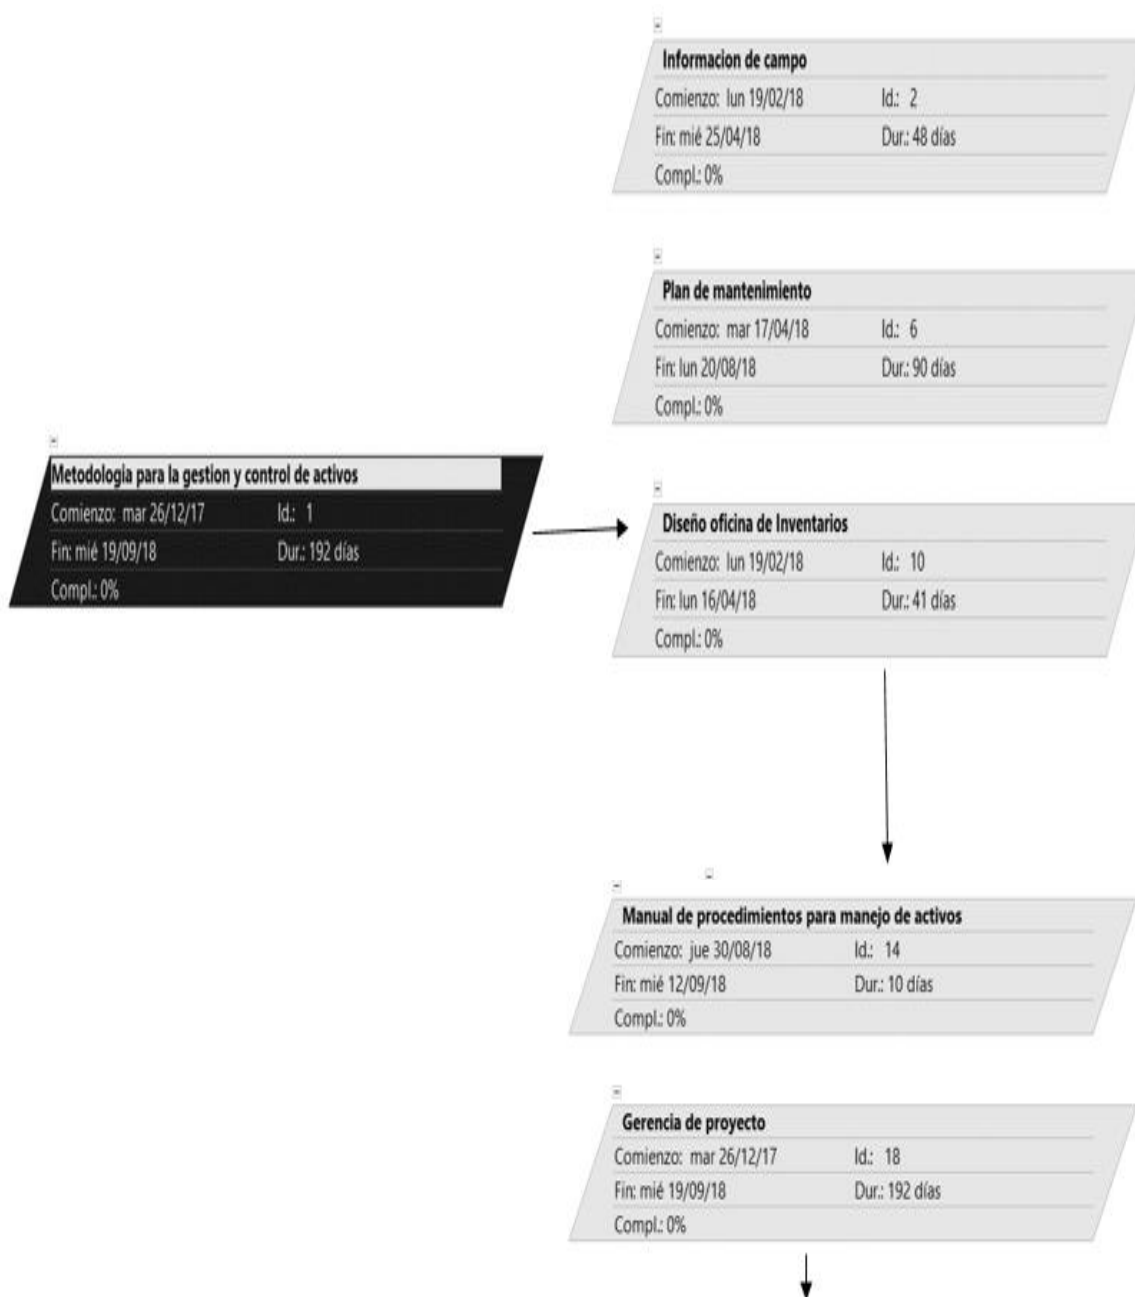 Informacion de campo
Comienzo: lun 19/02/18 Id.: 2
Fin: mié 25/04/18 Dur.: 48 días
Compl.: 0%
Plan de mantenimiento
Comienzo: mar 17/04/18 Id.: 6
Fin: lun 20/08/18 Dur.: 90 días
Compl.: 0%
Metodologia para la gestion y control de activos
Comienzo: mar 26/12/17 Id.: 1
Fin: mié 19/09/18 Dur.: 192 días
Compl.: 0%
Diseño oficina de Inventarios
Comienzo: lun 19/02/18 Id.: 10
Fin: lun 16/04/18 Dur.: 41 días
Compl.: 0%
Manual de procedimientos para manejo de activos
Comienzo: jue 30/08/18 Id.: 14
Fin: mié 12/09/18 Dur.: 10 días
Compl.: 0%
Gerencia de proyecto
Comienzo: mar 26/12/17 Id.: 18
Fin: mié 19/09/18 Dur.: 192 días
Compl.: 0%